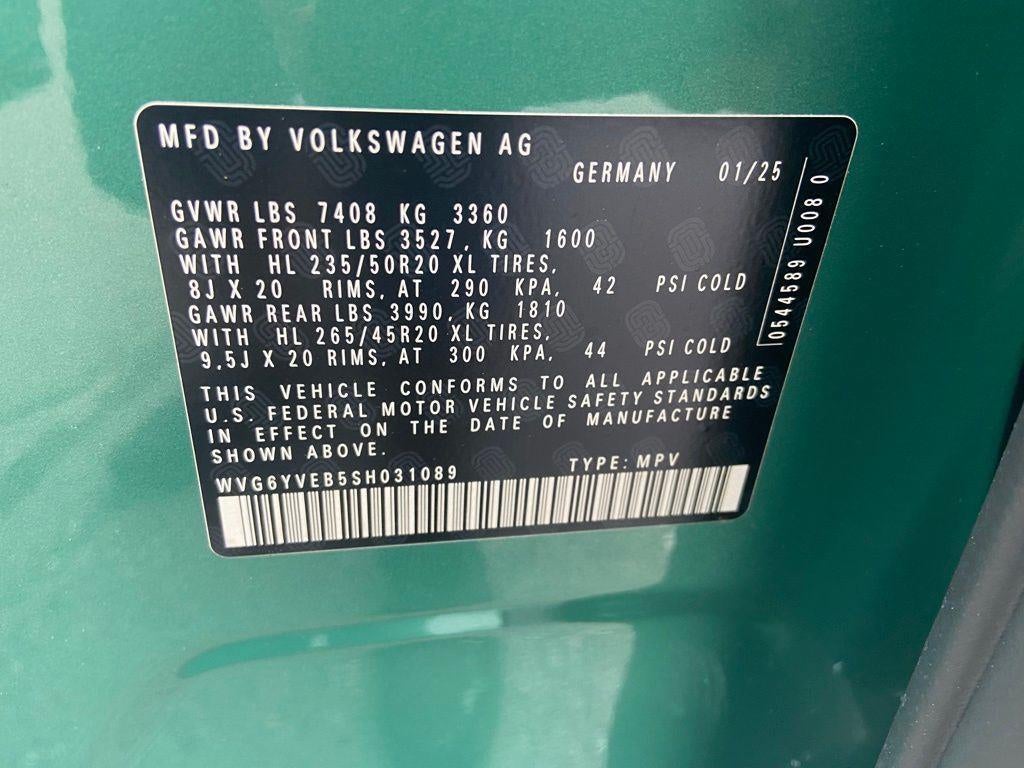 MFD BY VOLKSWAGEN AG
GERMANY 01/25
GVWR LBS 7408 KG 3360
GAWR FRONT LBS 3527, KG 1600
WITH HL 235/50R20 XL TIRES,
8J X 20 RIMS, AT 290 KPA, 42 PSI COLD
GAWR REAR LBS 3990, KG 1810
WITH HL 265/45R20 XL TIRES,
9,5J X 20 RIMS, AT 300 KPA, 44 PSI COLD
THIS VEHICLE CONFORMS TO ALL APPLICABLE
U.S. FEDERAL MOTOR VEHICLE SAFETY STANDARDS
IN EFFECT ON THE DATE OF MANUFACTURE
SHOWN ABOVE.
WVG6YVEB5SH031089 TYPE: MPV
0544589 U008 0